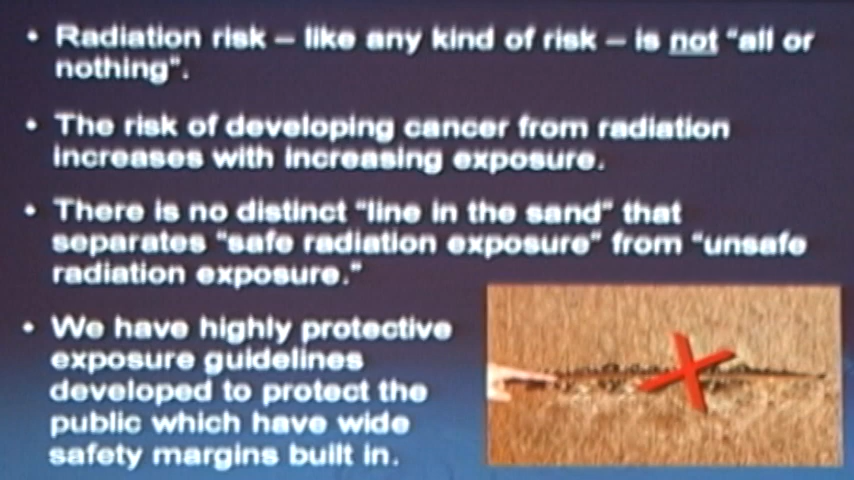 • Radiation risk – like any kind of risk – is not "all or
nothing".
• The risk of developing cancer from radiation
increases with increasing exposure.
• There is no distinct "line in the sand" that
separates "safe radiation exposure" from "unsafe
radiation exposure."
• We have highly protective
exposure guidelines
developed to protect the
public which have wide
safety margins built in.